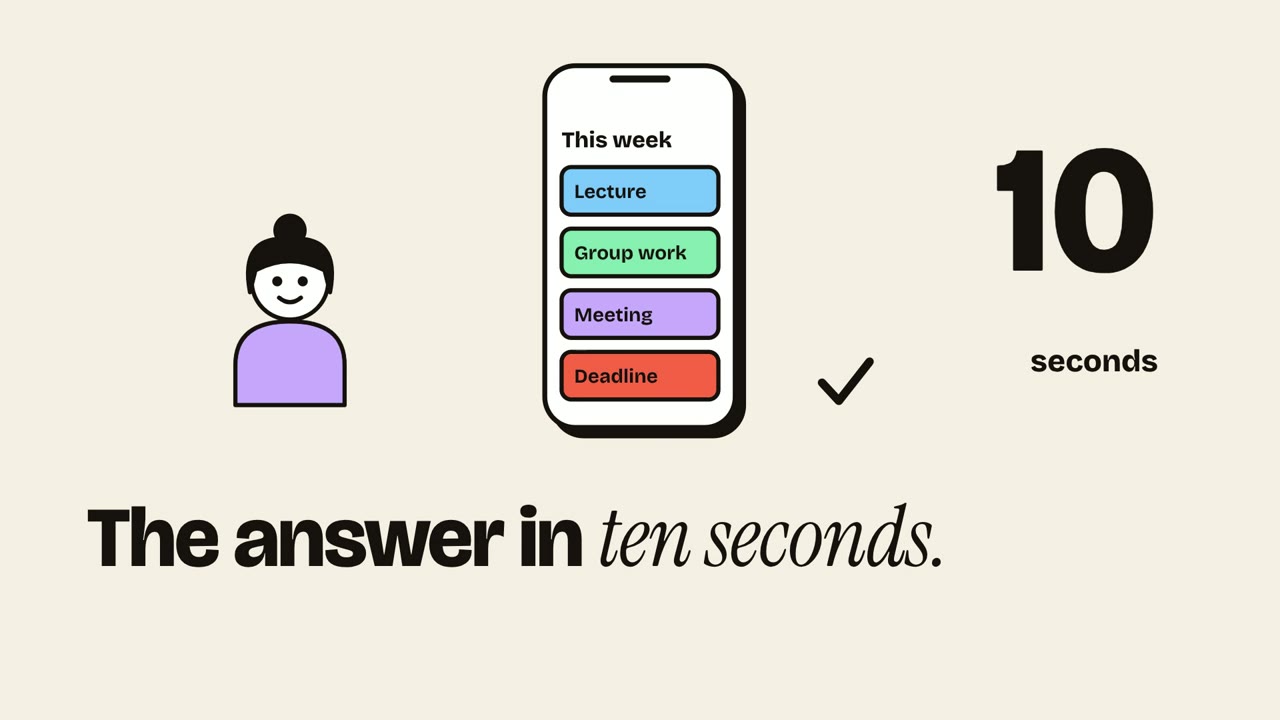 This week
Lecture
Group work
Meeting
Deadline
10
seconds
The answer in ten seconds.